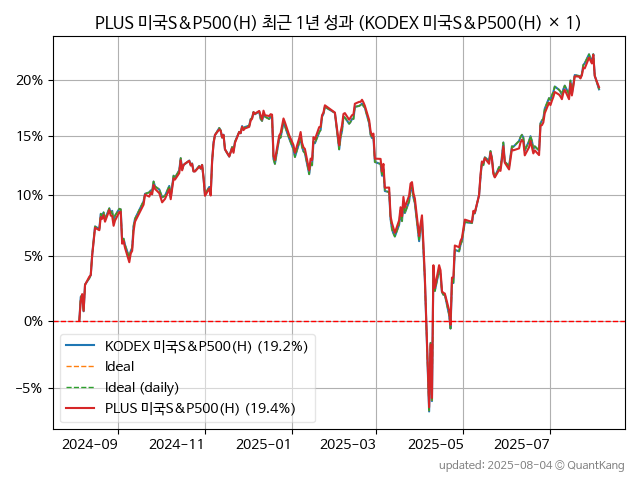 PLUS 미국S&P500(H) 최근 1년 성과 (KODEX 미국S&P500(H) × 1)
20%
15%
10%
5%
0%
−5%
KODEX 미국S&P500(H) (19.2%)
Ideal
Ideal (daily)
PLUS 미국S&P500(H) (19.4%)
2024-09 2024-11 2025-01 2025-03 2025-05 2025-07
updated: 2025-08-04 © QuantKang